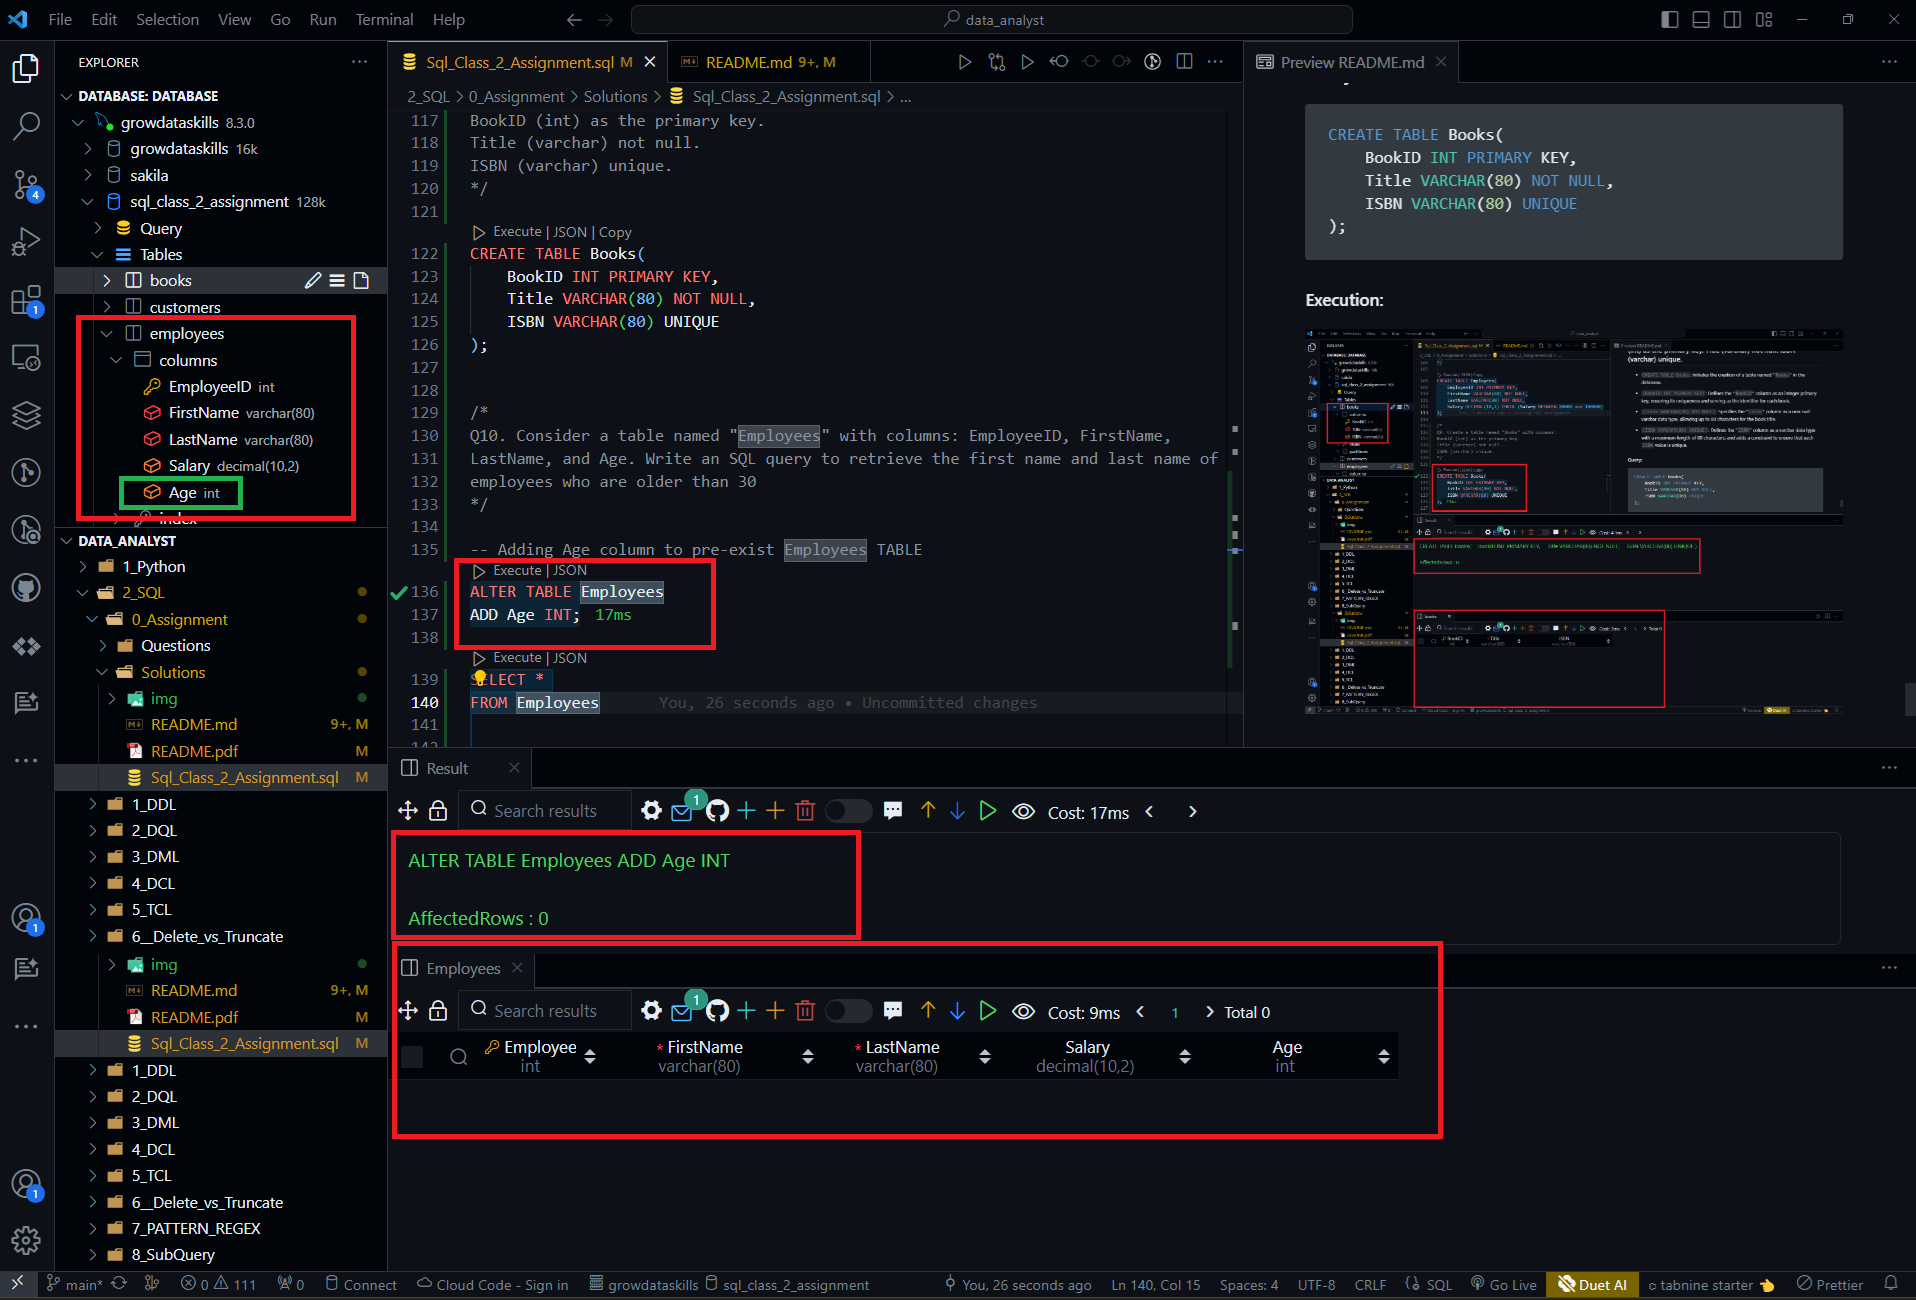 File Edit Selection View Go Run Terminal Help
data_analyst
EXPLORER
DATABASE: DATABASE
growdataskills 8.3.0
growdataskills 16k
sakila
sql_class_2_assignment 128k
Query
Tables
books
customers
employees
columns
EmployeeID int
FirstName varchar(80)
LastName varchar(80)
Salary decimal(10,2)
Age int
index
DATA_ANALYST
1_Python
2_SQL
0_Assignment
Questions
Solutions
img
README.md 9+, M
README.pdf M
Sql_Class_2_Assignment.sql M
1_DDL
2_DQL
3_DML
4_DCL
5_TCL
6__Delete_vs_Truncate
img
README.md 9+, M
README.pdf M
Sql_Class_2_Assignment.sql M
1_DDL
2_DQL
3_DML
4_DCL
5_TCL
6__Delete_vs_Truncate
7_PATTERN_REGEX
8_SubQuery
4
1
1
1
Sql_Class_2_Assignment.sql M
README.md 9+, M
2_SQL > 0_Assignment > Solutions > Sql_Class_2_Assignment.sql > ...
117 BookID (int) as the primary key.
118 Title (varchar) not null.
119 ISBN (varchar) unique.
120 */
121
Execute | JSON | Copy
122 CREATE TABLE Books(
123 BookID INT PRIMARY KEY,
124 Title VARCHAR(80) NOT NULL,
125 ISBN VARCHAR(80) UNIQUE
126 );
127
128
129 /*
130 Q10. Consider a table named "Employees" with columns: EmployeeID, FirstName,
131 LastName, and Age. Write an SQL query to retrieve the first name and last name of
132 employees who are older than 30
133 */
134
135 -- Adding Age column to pre-exist Employees TABLE
Execute | JSON
136 ALTER TABLE Employees
137 ADD Age INT; 17ms
138
Execute | JSON
139 SELECT *
140 FROM Employees You, 26 seconds ago • Uncommitted changes
141
Preview README.md
CREATE TABLE Books(
BookID INT PRIMARY KEY,
Title VARCHAR(80) NOT NULL,
ISBN VARCHAR(80) UNIQUE
);
Execution:
Result
Search results
1
Cost: 17ms
ALTER TABLE Employees ADD Age INT
AffectedRows : 0
Employees
Search results
1
Cost: 9ms 1 Total 0
Employee int
* FirstName varchar(80)
* LastName varchar(80)
Salary decimal(10,2)
Age int
main* 0 111 0 Connect Cloud Code - Sign in growdataskills sql_class_2_assignment You, 26 seconds ago Ln 140, Col 15 Spaces: 4 UTF-8 CRLF SQL Go Live Duet AI tabnine starter Prettier